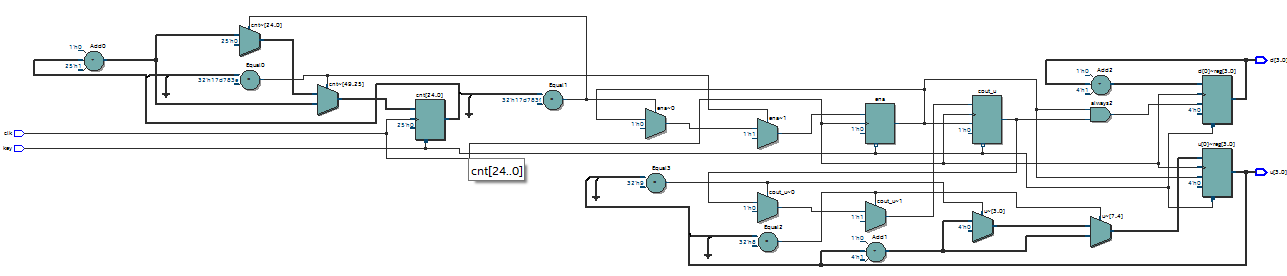 cnt~[24..0]
1'h0
Add0
25'h0
25'h1
Equal0
32'h17d783e
cnt~[49..25]
cnt[24..0]
25'h0
Equal1
32'h17d783f
ena~0
1'h0
ena~1
1'h1
ena
1'h0
cout_u
1'h0
1'h0
Add2
4'h1
always2
d[0]~reg[3..0]
4'h0
d[3..0]
clk
key
cnt[24..0]
Equal3
32'h9
cout_u~0
1'h0
cout_u~1
1'h1
Equal2
32'h8
1'h0
Add1
4'h1
u~[3..0]
4'h0
u~[7..4]
u[0]~reg[3..0]
4'h0
u[3..0]